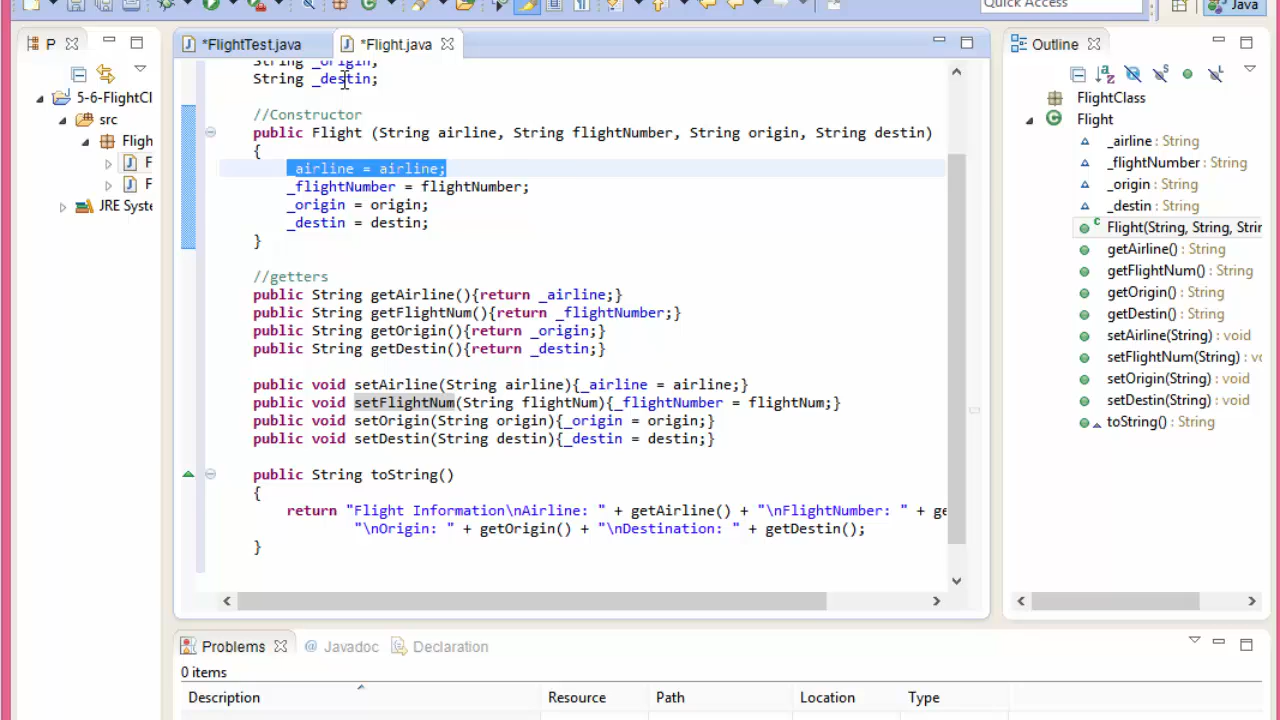 Quick Access
Java
P
*FlightTest.java
*Flight.java
Outline
5-6-FlightCl
src
Fligh
F
F
JRE Syste
String _origin;
String _destin;
//Constructor
public Flight (String airline, String flightNumber, String origin, String destin)
{
_airline = airline;
_flightNumber = flightNumber;
_origin = origin;
_destin = destin;
}
//getters
public String getAirline(){return _airline;}
public String getFlightNum(){return _flightNumber;}
public String getOrigin(){return _origin;}
public String getDestin(){return _destin;}
public void setAirline(String airline){_airline = airline;}
public void setFlightNum(String flightNum){_flightNumber = flightNum;}
public void setOrigin(String origin){_origin = origin;}
public void setDestin(String destin){_destin = destin;}
public String toString()
{
return "Flight Information\nAirline: " + getAirline() + "\nFlightNumber: " + ge
"\nOrigin: " + getOrigin() + "\nDestination: " + getDestin();
}
FlightClass
Flight
_airline : String
_flightNumber : String
_origin : String
_destin : String
Flight(String, String, Strin
getAirline() : String
getFlightNum() : String
getOrigin() : String
getDestin() : String
setAirline(String) : void
setFlightNum(String) : vo
setOrigin(String) : void
setDestin(String) : void
toString() : String
Problems
@ Javadoc
Declaration
0 items
Description
Resource
Path
Location
Type